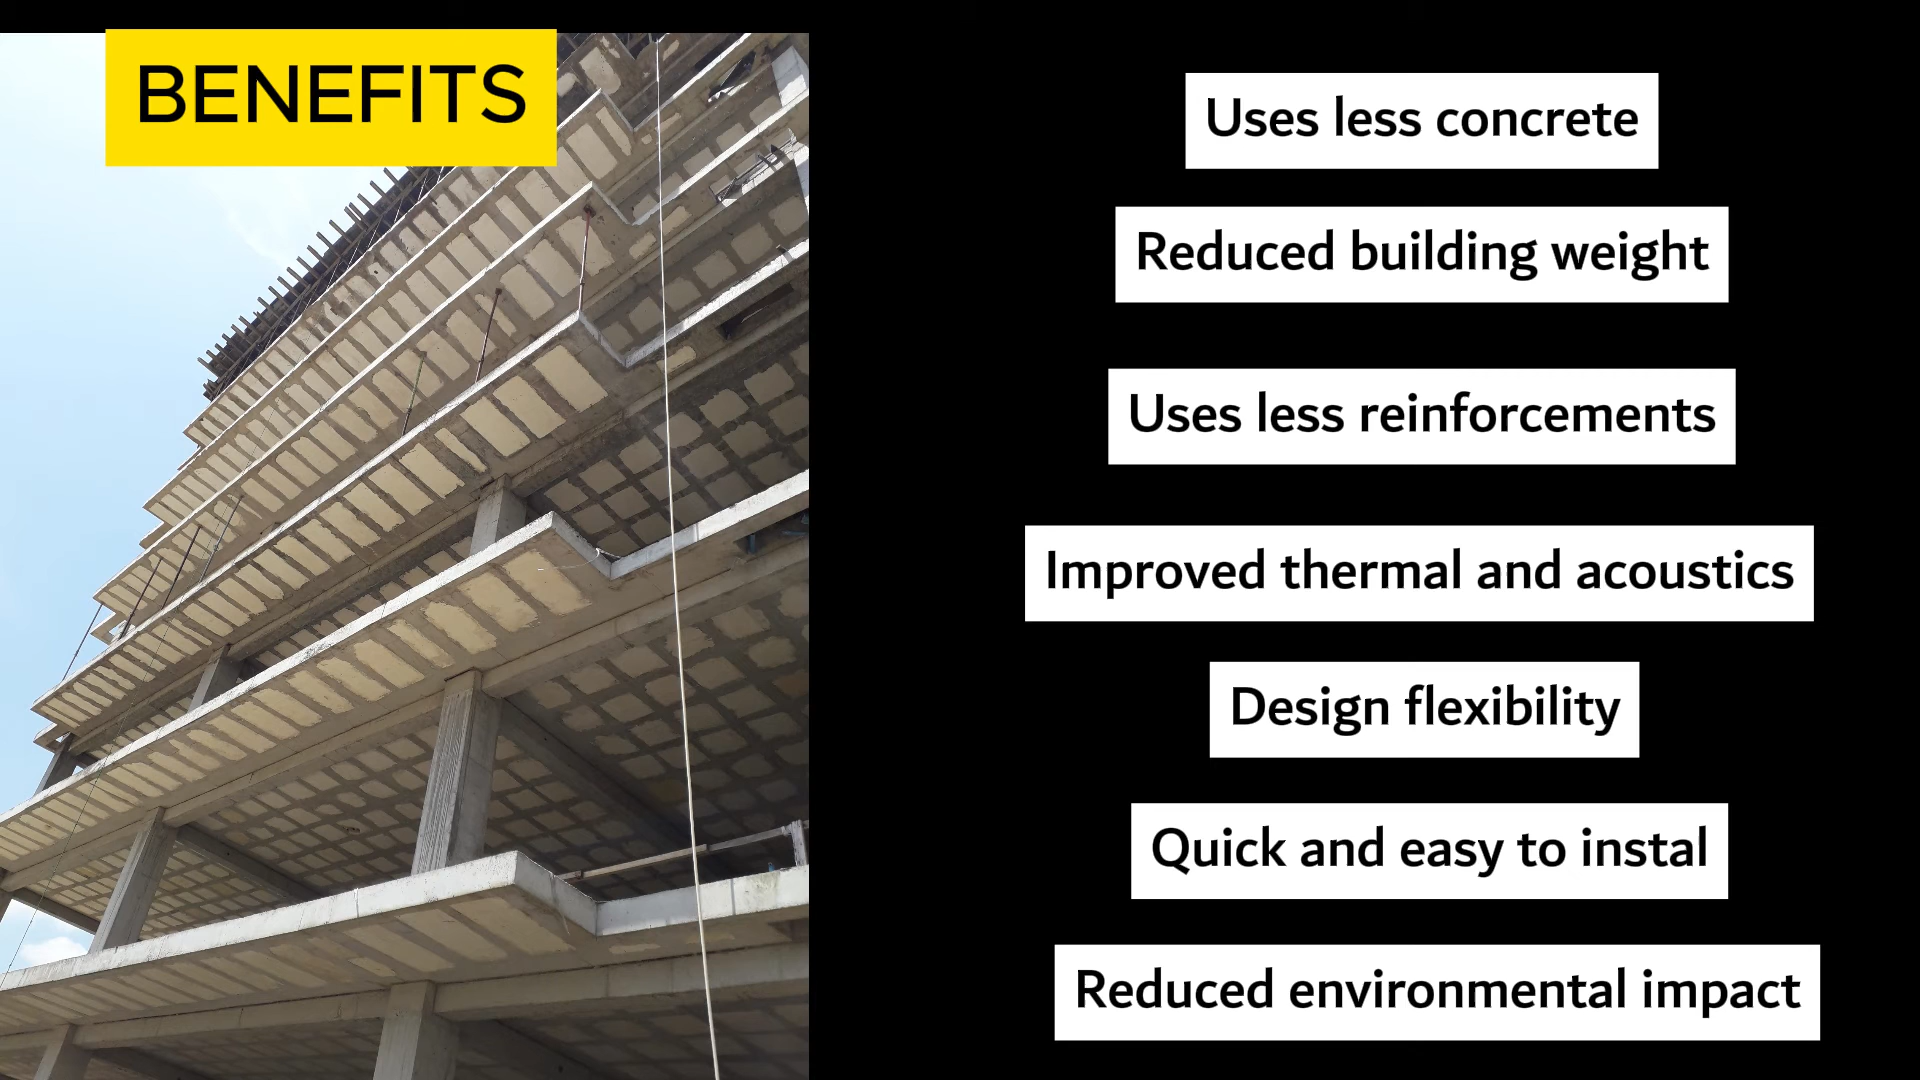 BENEFITS
Uses less concrete
Reduced building weight
Uses less reinforcements
Improved thermal and acoustics
Design flexibility
Quick and easy to instal
Reduced environmental impact